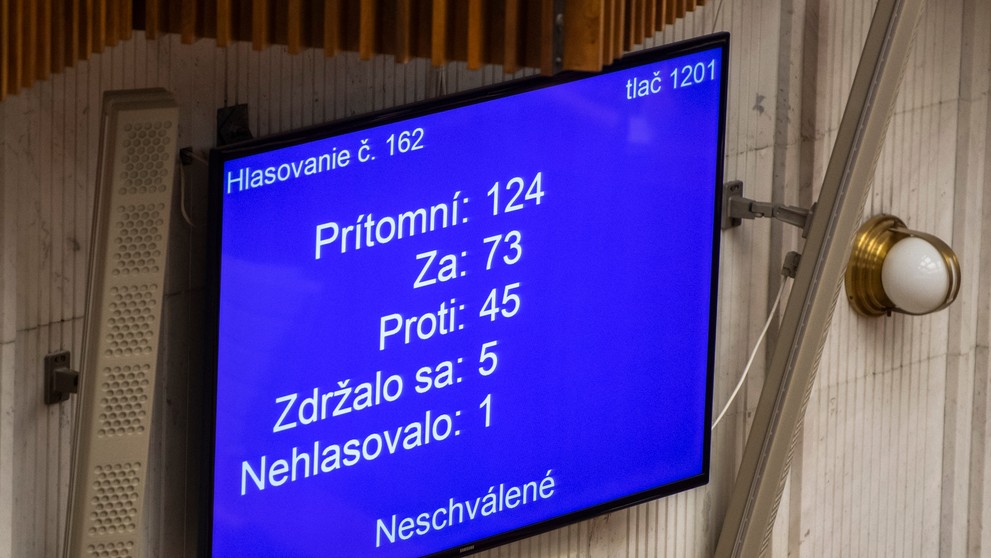 Hlasovanie č. 162
tlač 1201
Prítomní: 124
Za: 73
Proti: 45
Zdržalo sa: 5
Nehlasovalo: 1
Neschválené